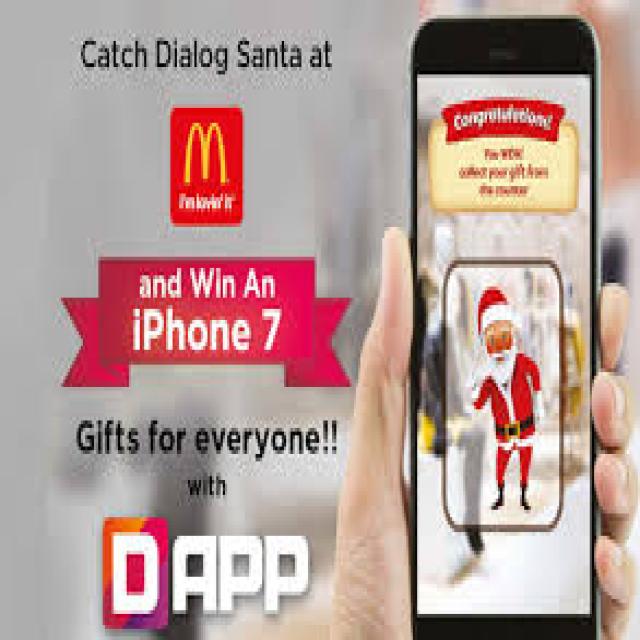 Catch Dialog Santa at
M
i'm lovin' it
and Win An
iPhone 7
Gifts for everyone!!
with
D APP
Congratulations!
You WON!
collect your gift from
the counter